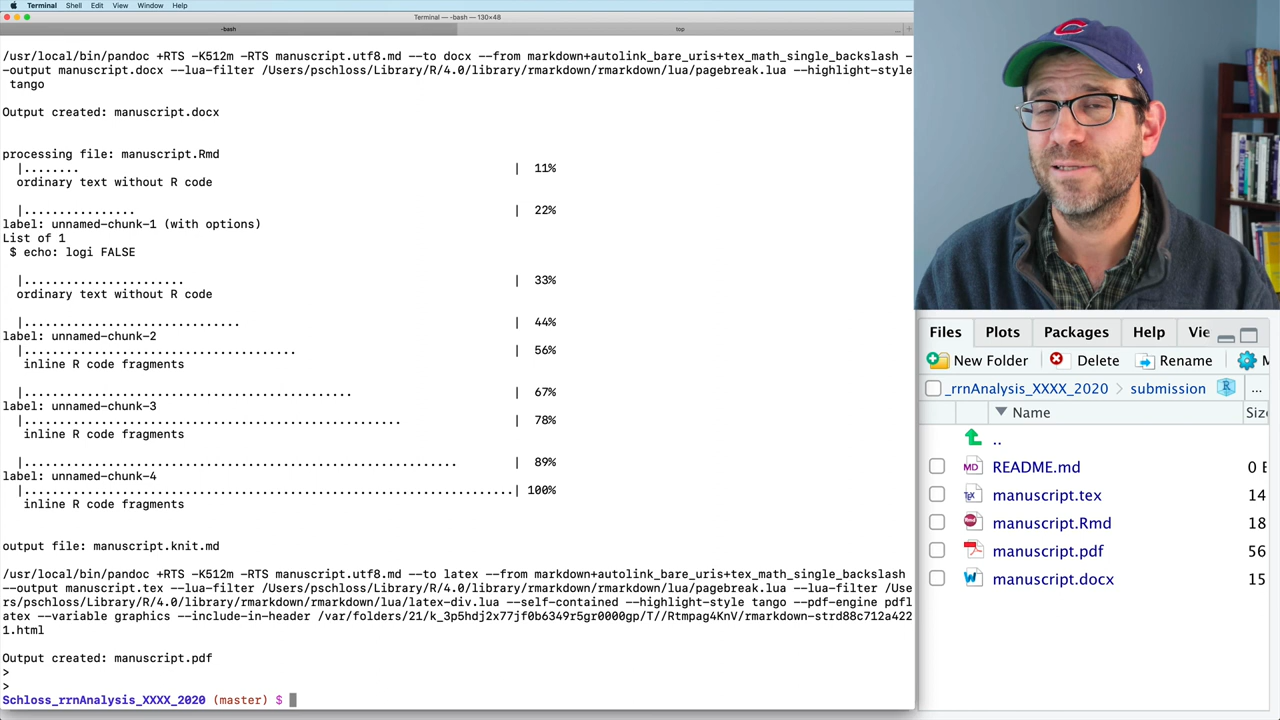 Terminal Shell Edit View Window Help
Terminal — -bash — 130×48
-bash
top
/usr/local/bin/pandoc +RTS -K512m -RTS manuscript.utf8.md --to docx --from markdown+autolink_bare_uris+tex_math_single_backslash -
-output manuscript.docx --lua-filter /Users/pschloss/Library/R/4.0/library/rmarkdown/rmarkdown/lua/pagebreak.lua --highlight-style
tango
Output created: manuscript.docx
processing file: manuscript.Rmd
|........ | 11%
ordinary text without R code
|................ | 22%
label: unnamed-chunk-1 (with options)
List of 1
$ echo: logi FALSE
|....................... | 33%
ordinary text without R code
|............................... | 44%
label: unnamed-chunk-2
|....................................... | 56%
inline R code fragments
|............................................... | 67%
label: unnamed-chunk-3
|...................................................... | 78%
inline R code fragments
|.............................................................. | 89%
label: unnamed-chunk-4
|......................................................................| 100%
inline R code fragments
output file: manuscript.knit.md
/usr/local/bin/pandoc +RTS -K512m -RTS manuscript.utf8.md --to latex --from markdown+autolink_bare_uris+tex_math_single_backslash
--output manuscript.tex --lua-filter /Users/pschloss/Library/R/4.0/library/rmarkdown/rmarkdown/lua/pagebreak.lua --lua-filter /Use
rs/pschloss/Library/R/4.0/library/rmarkdown/rmarkdown/lua/latex-div.lua --self-contained --highlight-style tango --pdf-engine pdfl
atex --variable graphics --include-in-header /var/folders/21/k_3p5hdj2x77jf0b6349r5gr0000gp/T//Rtmpag4KnV/rmarkdown-strd88c712a422
1.html
Output created: manuscript.pdf
>
>
Schloss_rrnAnalysis_XXXX_2020 (master) $
Files Plots Packages Help Vie
New Folder Delete Rename M
_rrnAnalysis_XXXX_2020 > submission ...
Name Siz
..
README.md 0 B
manuscript.tex 14
manuscript.Rmd 18
manuscript.pdf 56
manuscript.docx 15